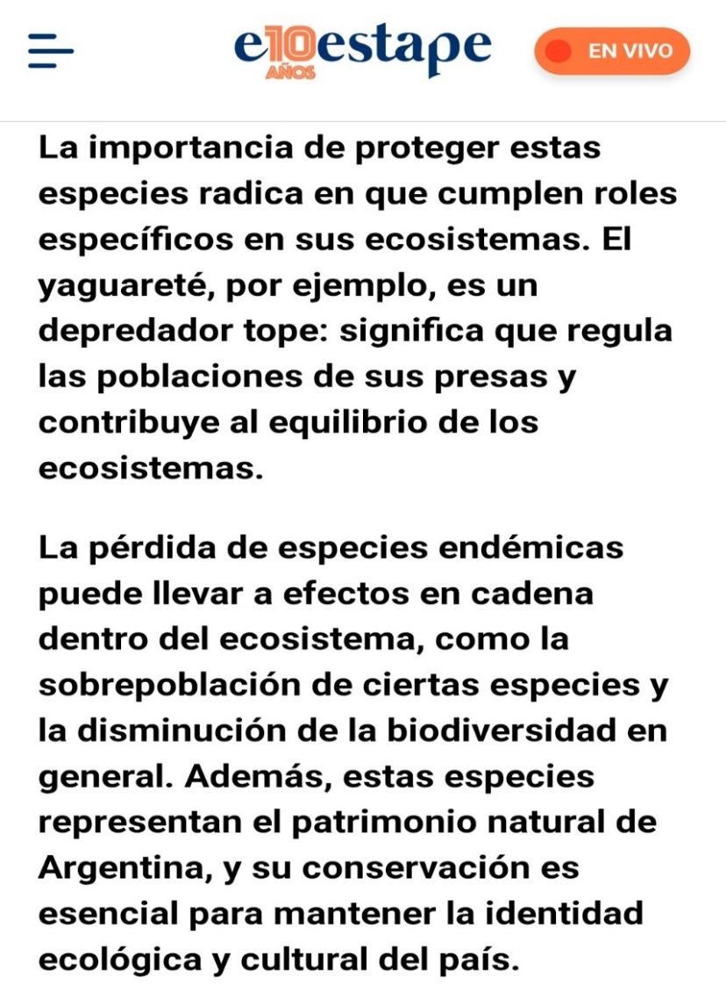 e10estape
AÑOS
EN VIVO
La importancia de proteger estas
especies radica en que cumplen roles
específicos en sus ecosistemas. El
yaguareté, por ejemplo, es un
depredador tope: significa que regula
las poblaciones de sus presas y
contribuye al equilibrio de los
ecosistemas.
La pérdida de especies endémicas
puede llevar a efectos en cadena
dentro del ecosistema, como la
sobrepoblación de ciertas especies y
la disminución de la biodiversidad en
general. Además, estas especies
representan el patrimonio natural de
Argentina, y su conservación es
esencial para mantener la identidad
ecológica y cultural del país.